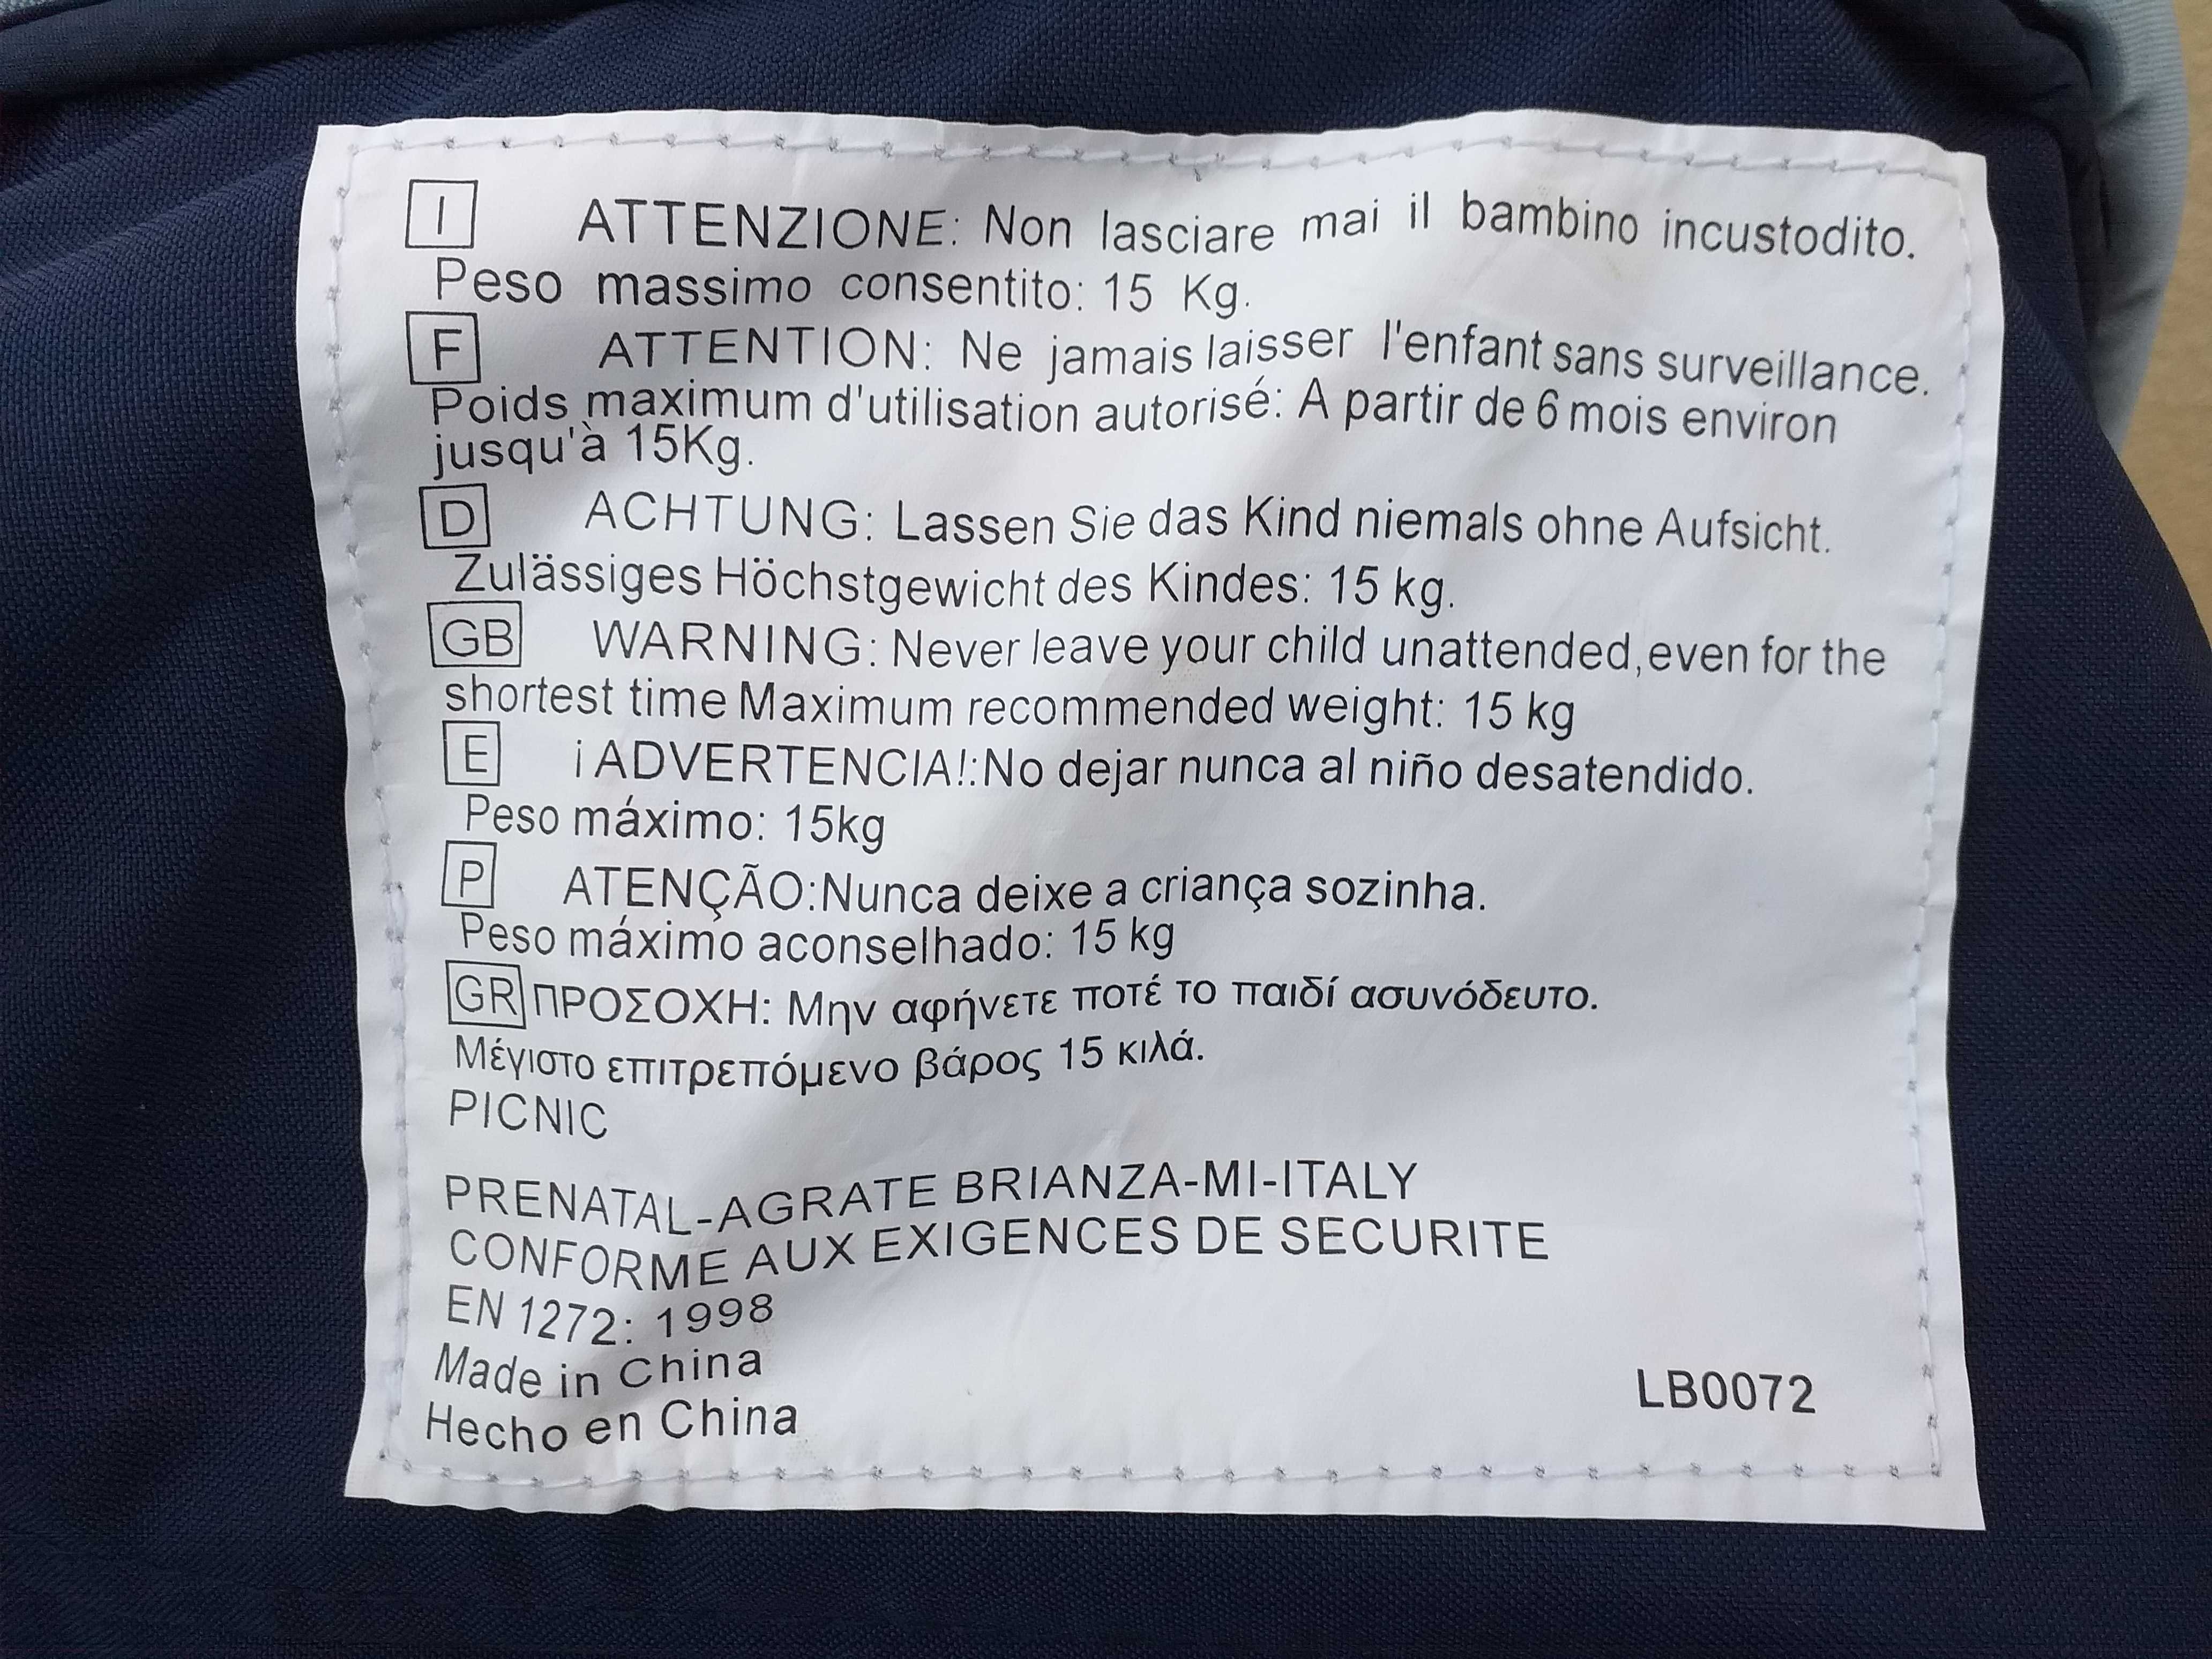 I ATTENZIONE: Non lasciare mai il bambino incustodito.
Peso massimo consentito: 15 Kg.
F ATTENTION: Ne jamais laisser l'enfant sans surveillance.
Poids maximum d'utilisation autorisé: A partir de 6 mois environ
jusqu'à 15Kg.
D ACHTUNG: Lassen Sie das Kind niemals ohne Aufsicht.
Zulässiges Höchstgewicht des Kindes: 15 kg.
GB WARNING: Never leave your child unattended,even for the
shortest time Maximum recommended weight: 15 kg
E ¡ADVERTENCIA!:No dejar nunca al niño desatendido.
Peso máximo: 15kg
P ATENÇÃO:Nunca deixe a criança sozinha.
Peso máximo aconselhado: 15 kg
GR ΠΡΟΣΟΧΗ: Μην αφήνετε ποτέ το παιδί ασυνόδευτο.
Μέγιστο επιτρεπόμενο βάρος 15 κιλά.
PICNIC
PRENATAL-AGRATE BRIANZA-MI-ITALY
CONFORME AUX EXIGENCES DE SECURITE
EN 1272: 1998
Made in China
Hecho en China
LB0072